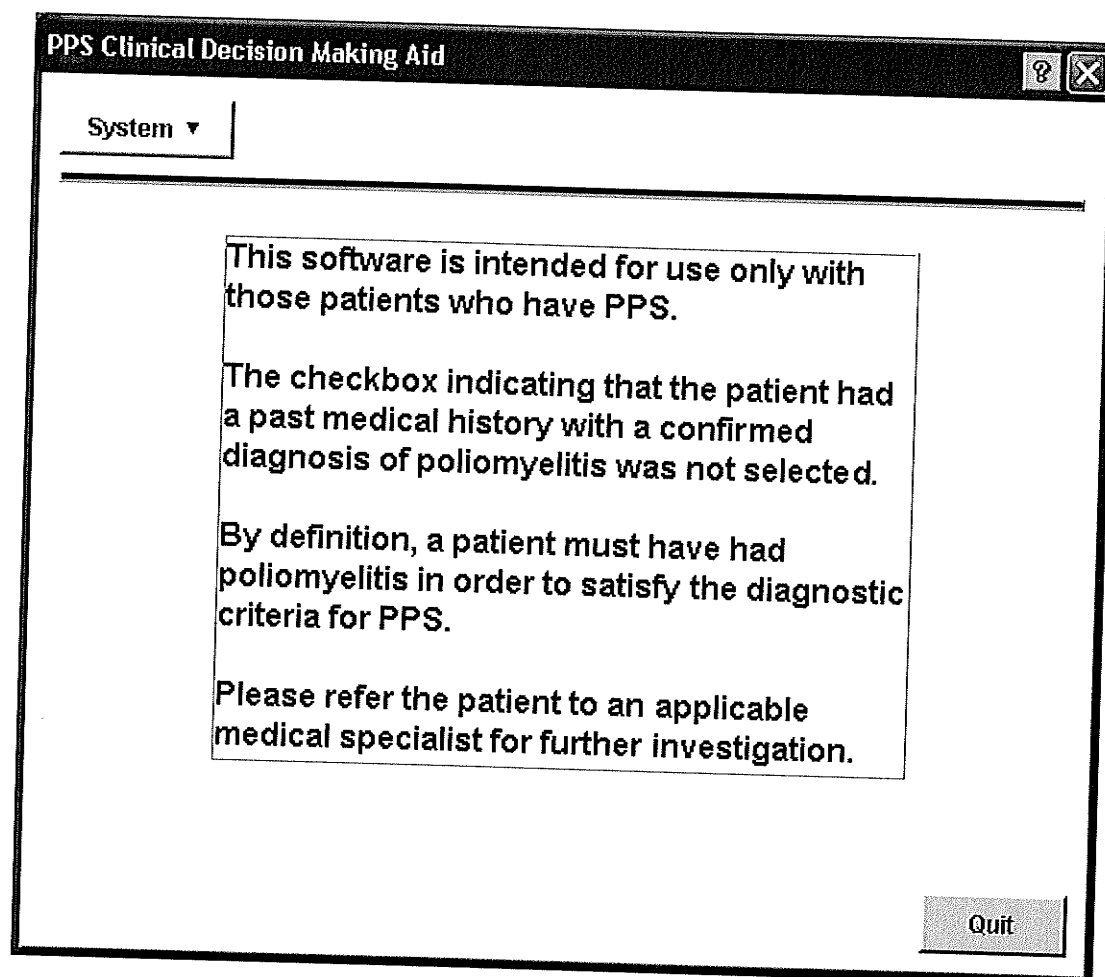 PPS Clinical Decision Making Aid
System
This software is intended for use only with
those patients who have PPS.
The checkbox indicating that the patient had
a past medical history with a confirmed
diagnosis of poliomyelitis was not selected.
By definition, a patient must have had
poliomyelitis in order to satisfy the diagnostic
criteria for PPS.
Please refer the patient to an applicable
medical specialist for further investigation.
Quit